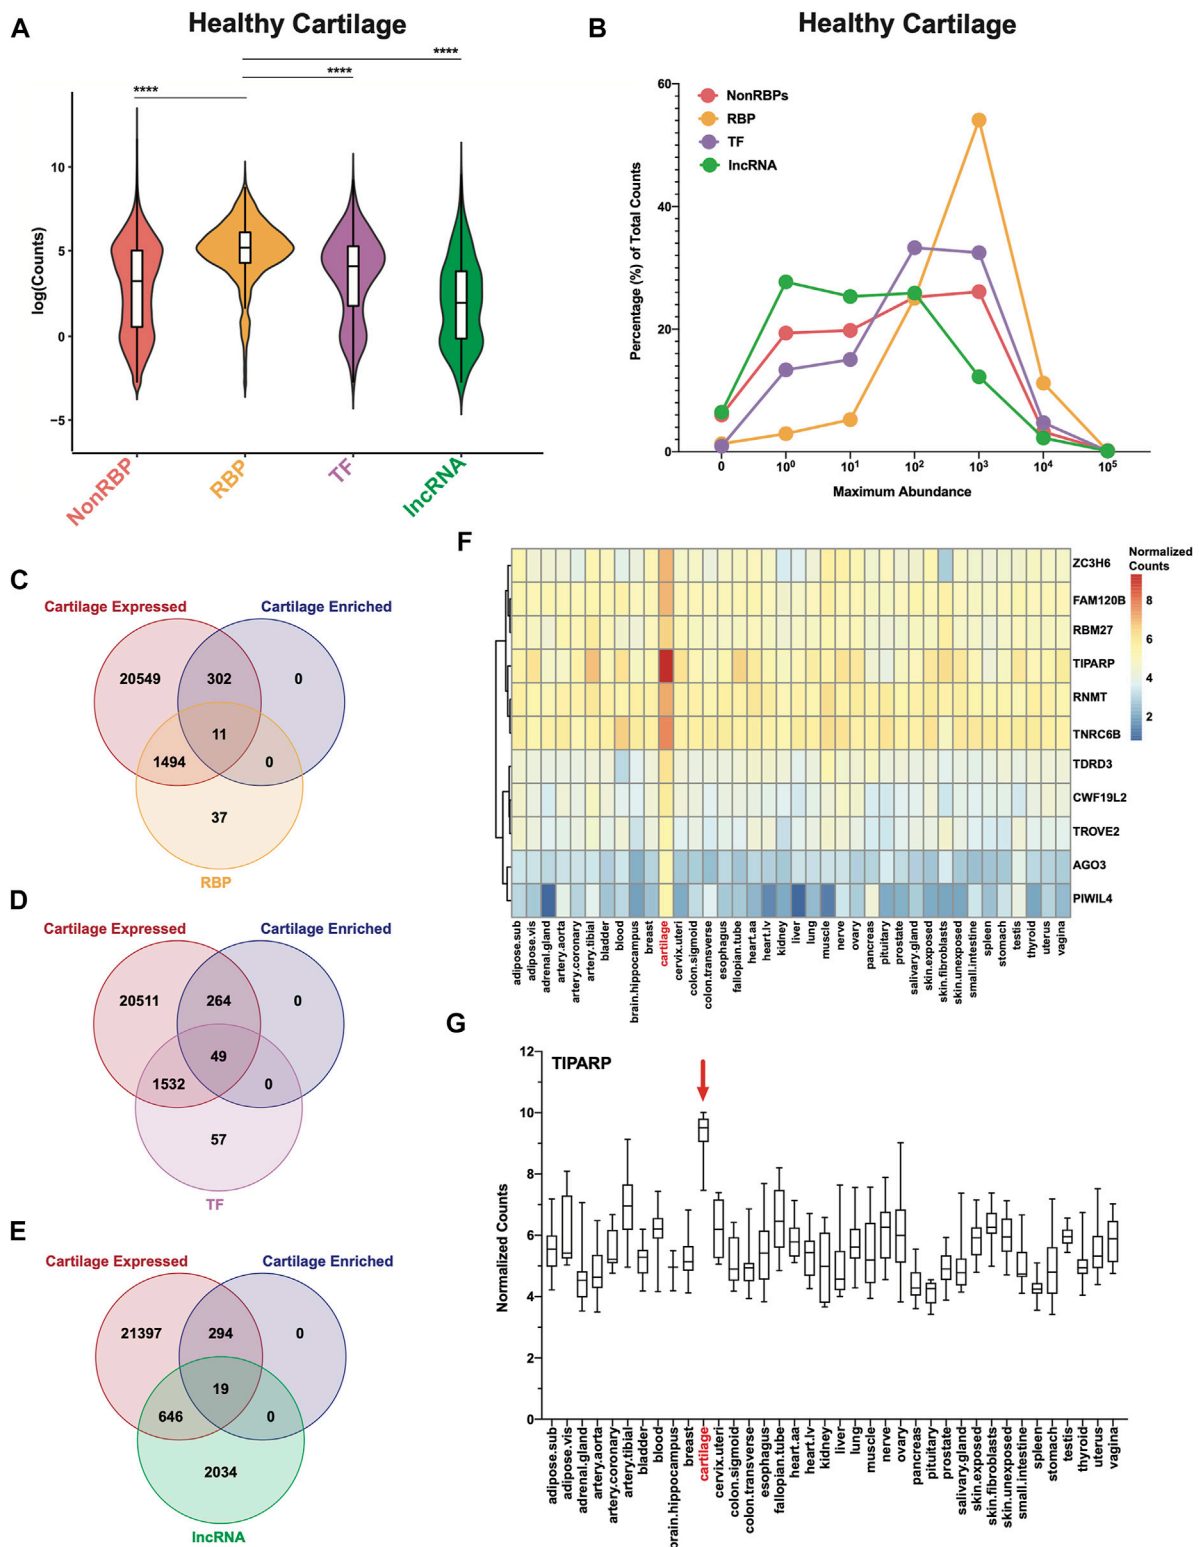 A
Healthy Cartilage
****
****
****
log(Counts)
10
5
0
−5
NonRBP
RBP
TF
lncRNA
B
Healthy Cartilage
NonRBPs
RBP
TF
lncRNA
Percentage (%) of Total Counts
60
40
20
0
0
10⁰
10¹
10²
10³
10⁴
10⁵
Maximum Abundance
C
Cartilage Expressed
Cartilage Enriched
20549
302
0
11
1494
0
37
RBP
D
Cartilage Expressed
Cartilage Enriched
20511
264
0
49
1532
0
57
TF
E
Cartilage Expressed
Cartilage Enriched
21397
294
0
19
646
0
2034
lncRNA
F
ZC3H6
FAM120B
RBM27
TIPARP
RNMT
TNRC6B
TDRD3
CWF19L2
TROVE2
AGO3
PIWIL4
Normalized
Counts
8
6
4
2
adipose.sub
adipose.vis
adrenal.gland
artery.aorta
artery.coronary
artery.tibial
bladder
blood
brain.hippocampus
breast
cartilage
cervix.uteri
colon.sigmoid
colon.transverse
esophagus
fallopian.tube
heart.aa
heart.lv
kidney
liver
lung
muscle
nerve
ovary
pancreas
pituitary
prostate
salivary.gland
skin.exposed
skin.fibroblasts
skin.unexposed
small.intestine
spleen
stomach
testis
thyroid
uterus
vagina
G
TIPARP
Normalized Counts
12
10
8
6
4
2
0
adipose.sub
adipose.vis
adrenal.gland
artery.aorta
artery.coronary
artery.tibial
bladder
blood
brain.hippocampus
breast
cartilage
cervix.uteri
colon.sigmoid
colon.transverse
esophagus
fallopian.tube
heart.aa
heart.lv
kidney
liver
lung
muscle
nerve
ovary
pancreas
pituitary
prostate
salivary.gland
skin.exposed
skin.fibroblasts
skin.unexposed
small.intestine
spleen
stomach
testis
thyroid
uterus
vagina